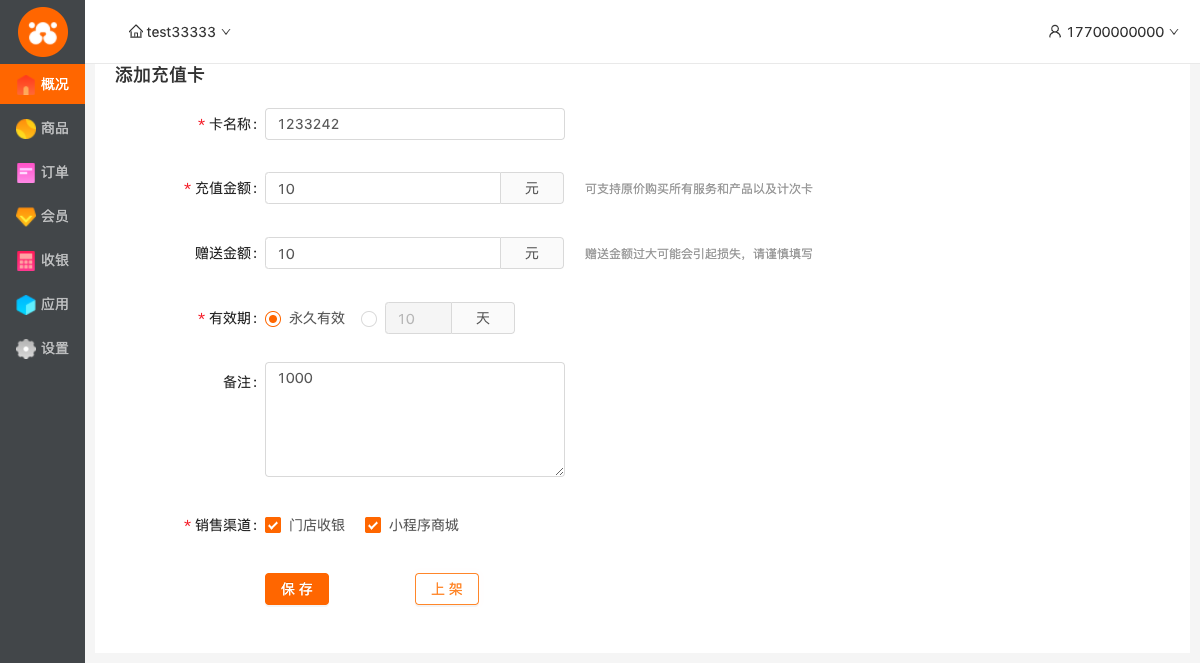 test33333
17700000000
概况
商品
订单
会员
收银
应用
设置
添加充值卡
* 卡名称: 1233242
* 充值金额: 10 元 可支持原价购买所有服务和产品以及计次卡
赠送金额: 10 元 赠送金额过大可能会引起损失，请谨慎填写
* 有效期: 永久有效 10 天
备注: 1000
* 销售渠道: 门店收银 小程序商城
保存 上架